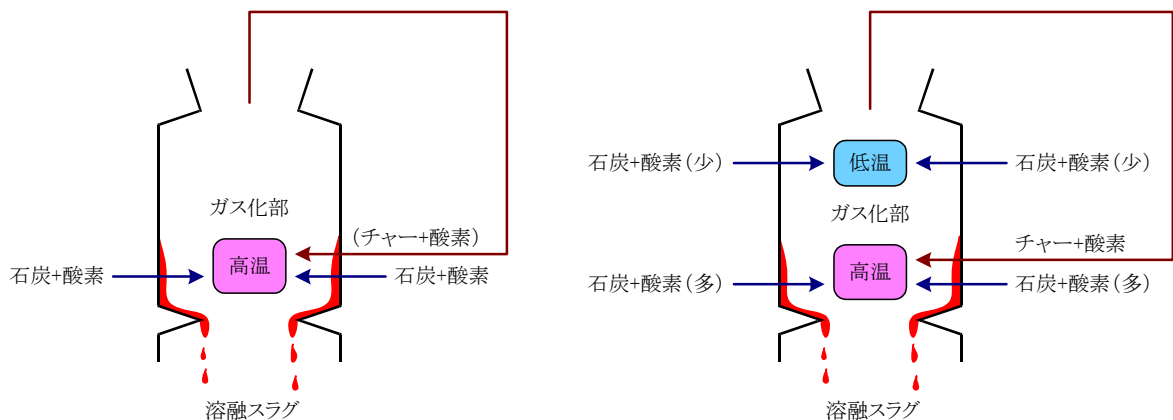 ガス化部
(チャー+酸素)
高温
石炭+酸素
石炭+酸素
溶融スラグ
石炭+酸素(少)
低温
石炭+酸素(少)
ガス化部
チャー+酸素
高温
石炭+酸素(多)
石炭+酸素(多)
溶融スラグ